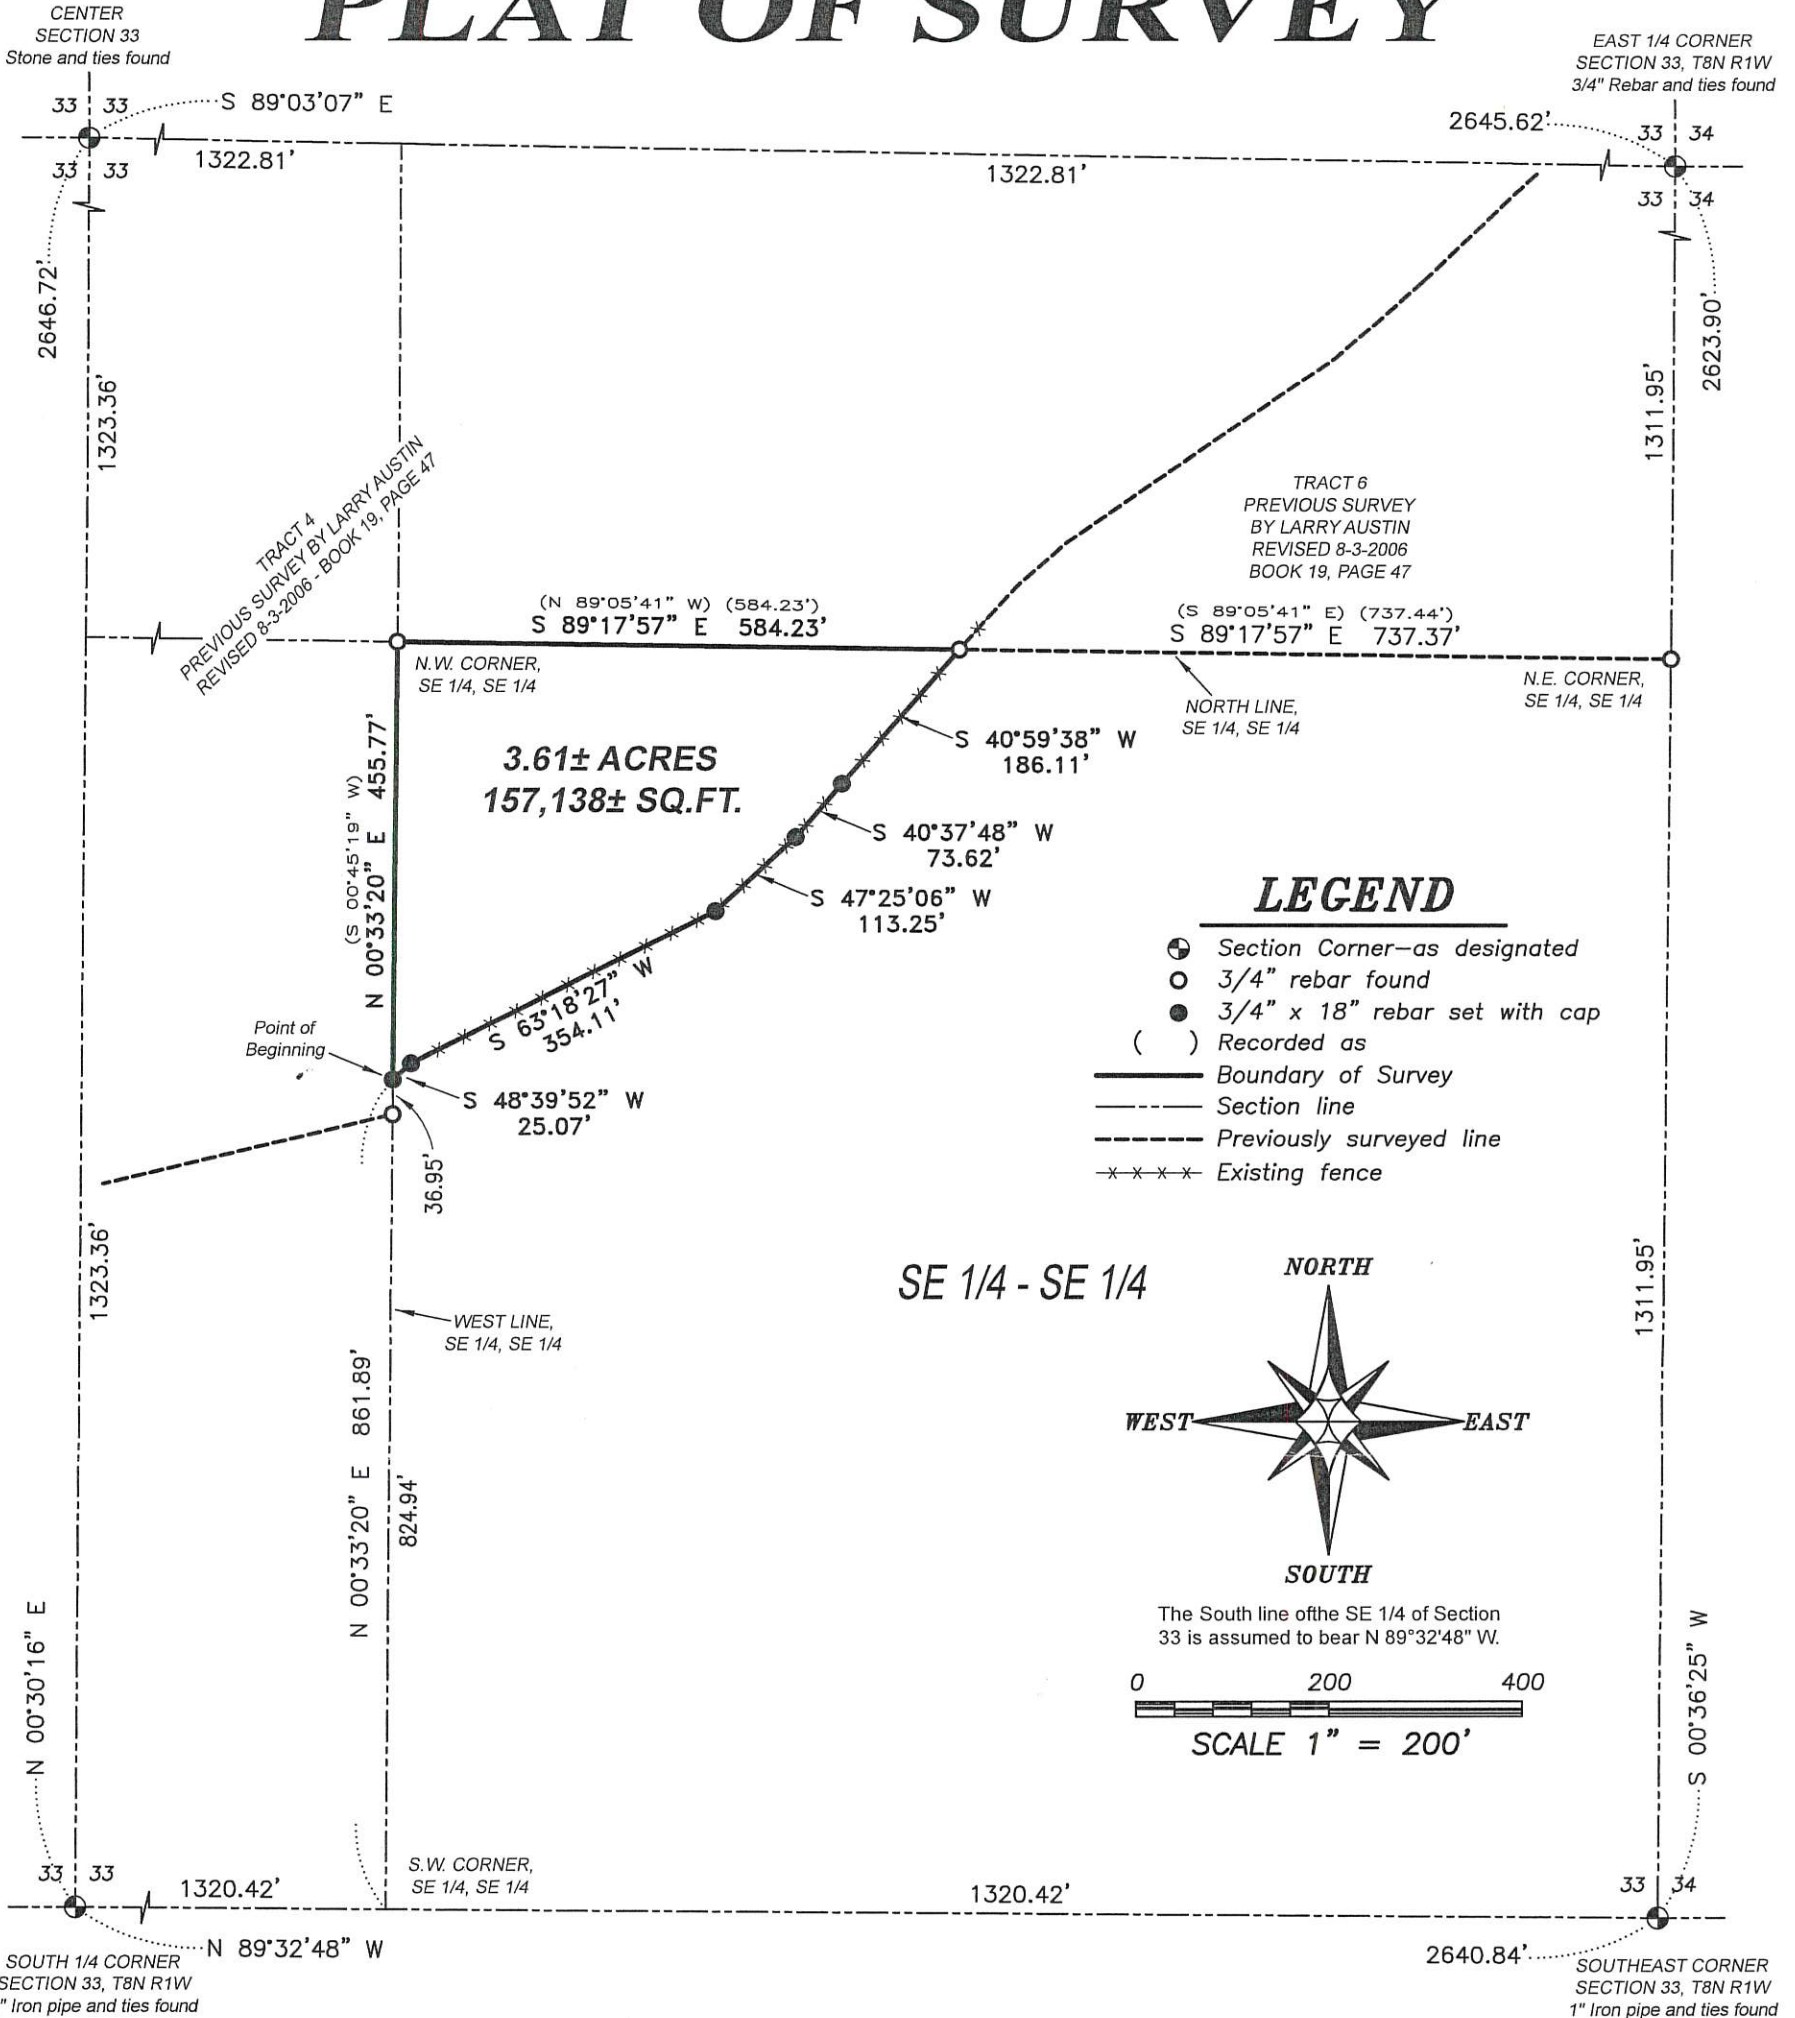 PLAT OF SURVEY
CENTER
SECTION 33
Stone and ties found
EAST 1/4 CORNER
SECTION 33, T8N R1W
3/4" Rebar and ties found
33 33
S 89°03'07" E
2645.62'
33 34
33 33
1322.81'
1322.81'
33 34
2646.72'
1323.36'
1311.95'
2623.90'
TRACT 4
PREVIOUS SURVEY BY LARRY AUSTIN
REVISED 8-3-2006 - BOOK 19, PAGE 47
TRACT 6
PREVIOUS SURVEY
BY LARRY AUSTIN
REVISED 8-3-2006
BOOK 19, PAGE 47
(N 89°05'41" W) (584.23')
S 89°17'57" E 584.23'
(S 89°05'41" E) (737.44')
S 89°17'57" E 737.37'
N.W. CORNER,
SE 1/4, SE 1/4
N.E. CORNER,
SE 1/4, SE 1/4
NORTH LINE,
SE 1/4, SE 1/4
(S 00°45'19" W)
N 00°33'20" E 455.77'
3.61± ACRES
157,138± SQ.FT.
S 40°59'38" W
186.11'
S 40°37'48" W
73.62'
S 47°25'06" W
113.25'
S 63°18'27" W
354.11'
Point of
Beginning
S 48°39'52" W
25.07'
36.95'
LEGEND
Section Corner—as designated
3/4" rebar found
3/4" x 18" rebar set with cap
( ) Recorded as
Boundary of Survey
Section line
Previously surveyed line
Existing fence
1323.36'
SE 1/4 - SE 1/4
1311.95'
WEST LINE,
SE 1/4, SE 1/4
N 00°33'20" E 861.89'
824.94'
NORTH
WEST
EAST
SOUTH
The South line ofthe SE 1/4 of Section
33 is assumed to bear N 89°32'48" W.
0 200 400
SCALE 1" = 200'
N 00°30'16" E
S 00°36'25" W
33 33
1320.42'
S.W. CORNER,
SE 1/4, SE 1/4
1320.42'
33 34
N 89°32'48" W
2640.84'
SOUTH 1/4 CORNER
SECTION 33, T8N R1W
" Iron pipe and ties found
SOUTHEAST CORNER
SECTION 33, T8N R1W
1" Iron pipe and ties found